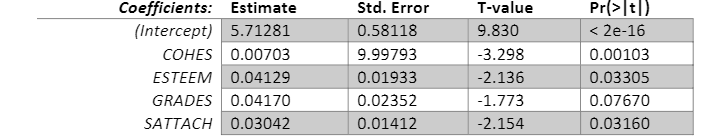 Coefficients: Estimate Std. Error T-value Pr(>|t|)
(Intercept) 5.71281 0.58118 9.830 < 2e-16
COHES 0.00703 9.99793 -3.298 0.00103
ESTEEM 0.04129 0.01933 -2.136 0.03305
GRADES 0.04170 0.02352 -1.773 0.07670
SATTACH 0.03042 0.01412 -2.154 0.03160